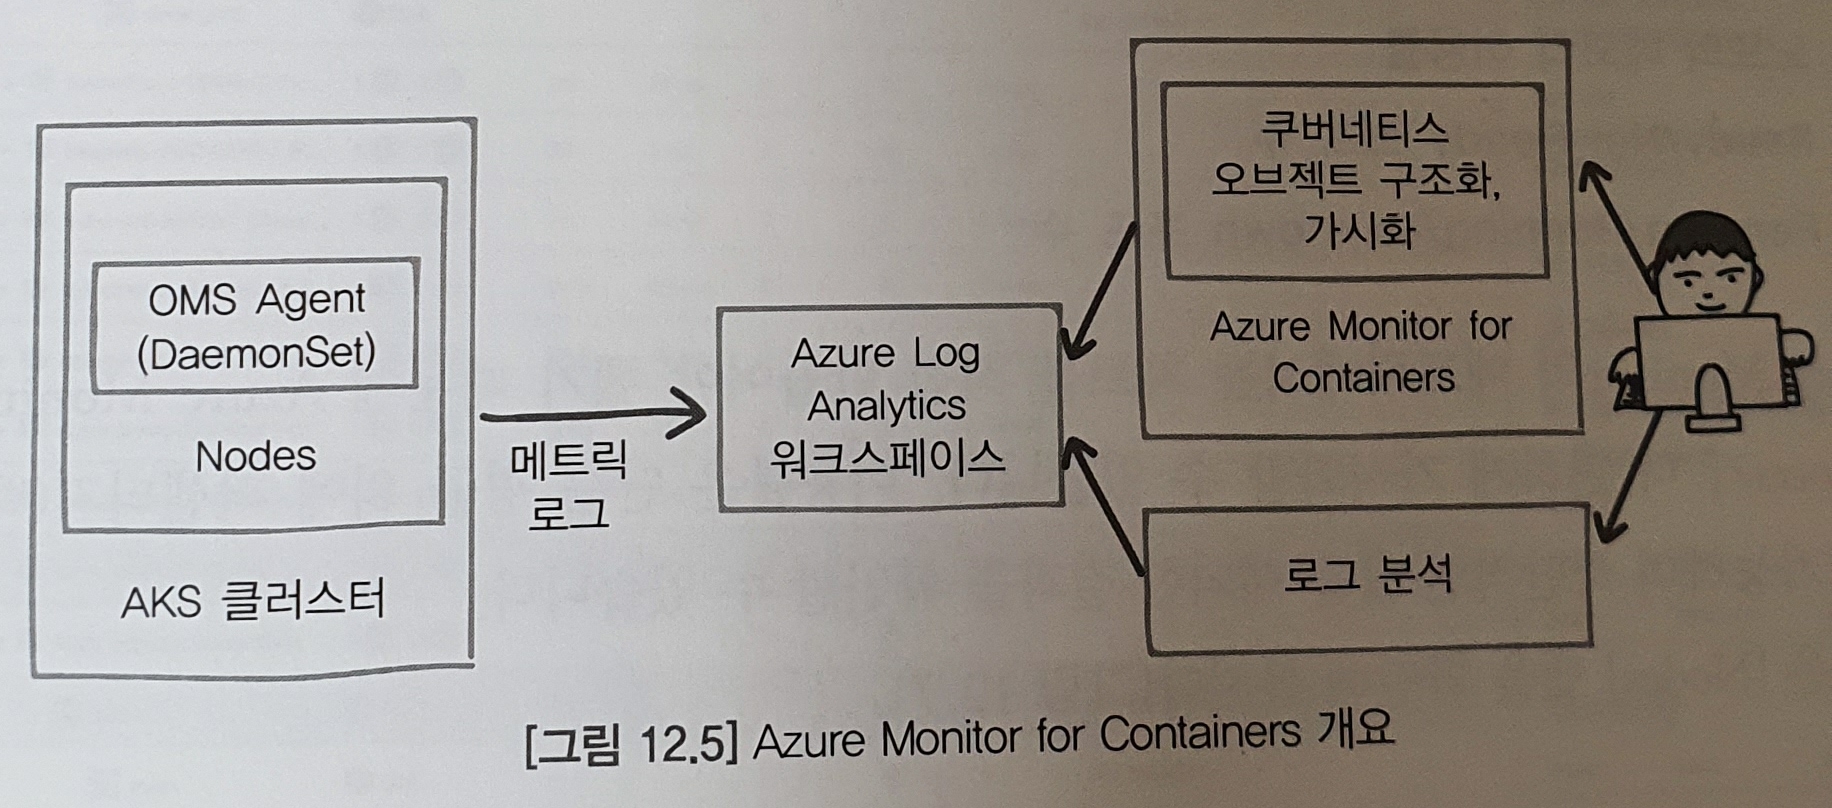 OMS Agent
(DaemonSet)
Nodes
AKS 클러스터
메트릭
로그
Azure Log
Analytics
워크스페이스
쿠버네티스
오브젝트 구조화,
가시화
Azure Monitor for
Containers
로그 분석
[그림 12.5] Azure Monitor for Containers 개요